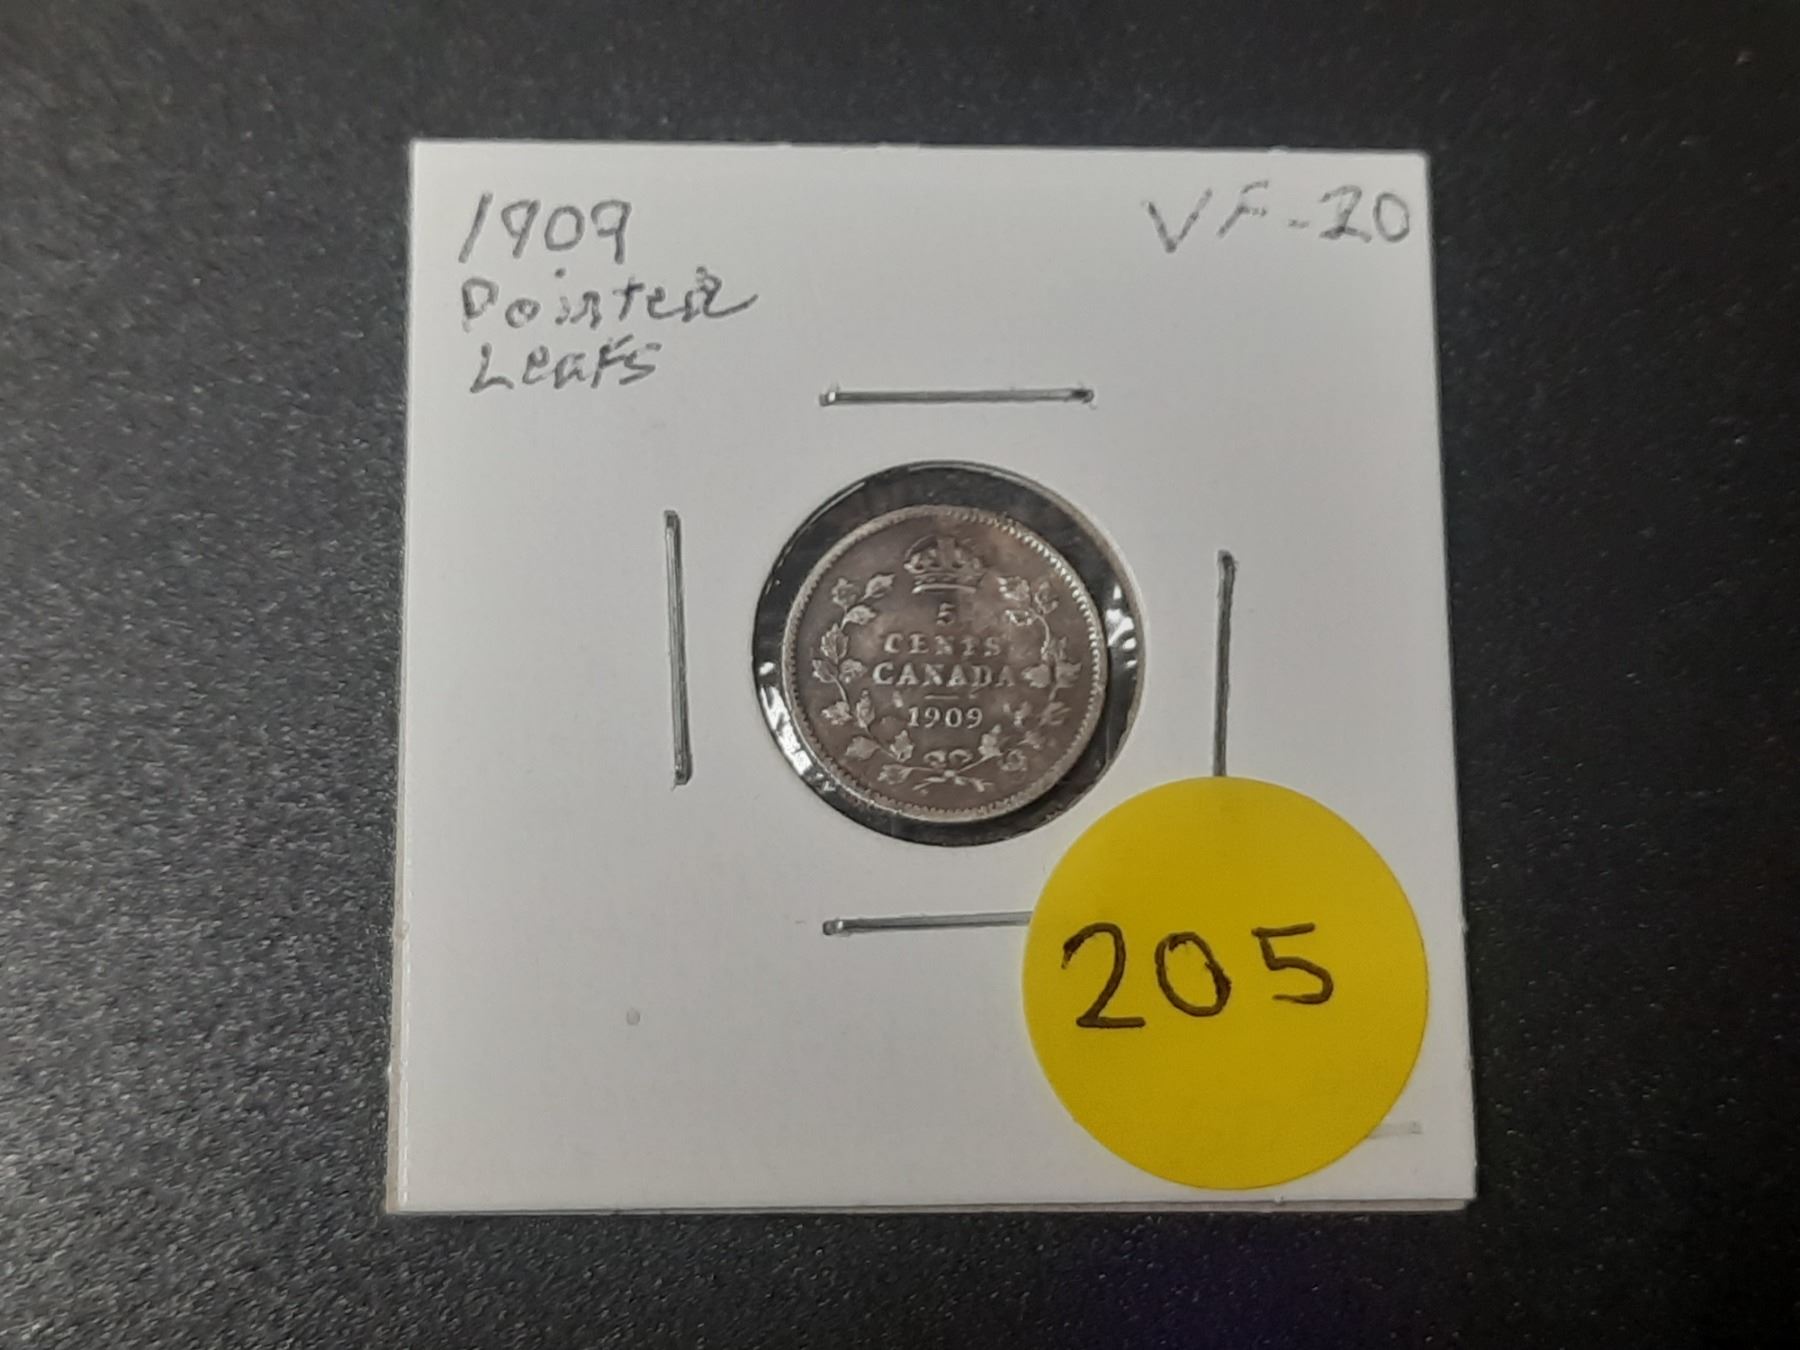 1909
VF-20
Pointed
Leafs
5
CENTS
CANADA
1909
205